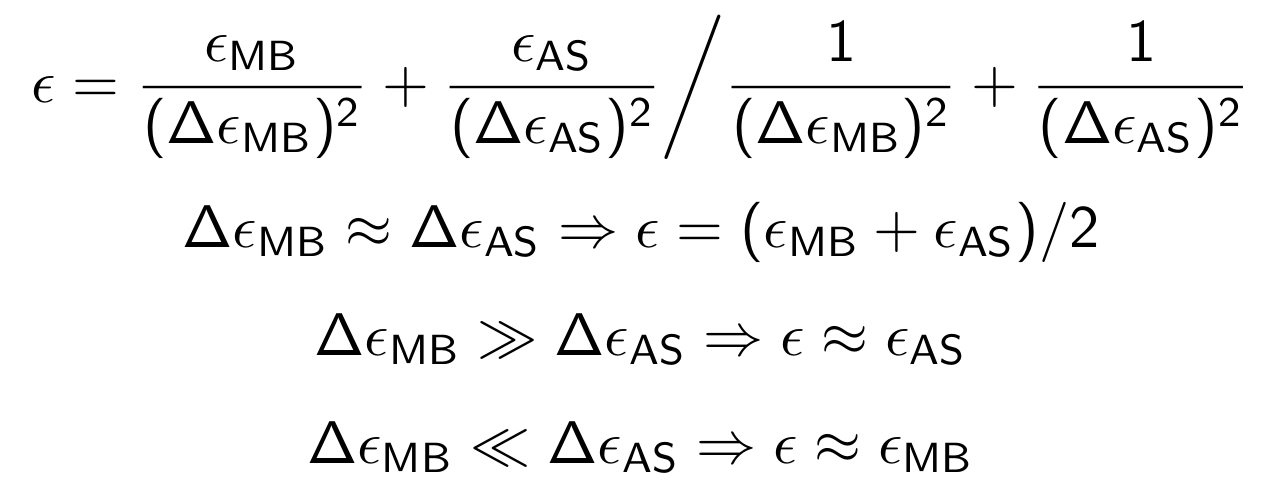 $\epsilon = \frac{\epsilon_{\mathsf{MB}}}{(\Delta\epsilon_{\mathsf{MB}})^2} + \frac{\epsilon_{\mathsf{AS}}}{(\Delta\epsilon_{\mathsf{AS}})^2} \Big/ \frac{1}{(\Delta\epsilon_{\mathsf{MB}})^2} + \frac{1}{(\Delta\epsilon_{\mathsf{AS}})^2}$
$\Delta\epsilon_{\mathsf{MB}} \approx \Delta\epsilon_{\mathsf{AS}} \Rightarrow \epsilon = (\epsilon_{\mathsf{MB}} + \epsilon_{\mathsf{AS}})/2$
$\Delta\epsilon_{\mathsf{MB}} \gg \Delta\epsilon_{\mathsf{AS}} \Rightarrow \epsilon \approx \epsilon_{\mathsf{AS}}$
$\Delta\epsilon_{\mathsf{MB}} \ll \Delta\epsilon_{\mathsf{AS}} \Rightarrow \epsilon \approx \epsilon_{\mathsf{MB}}$